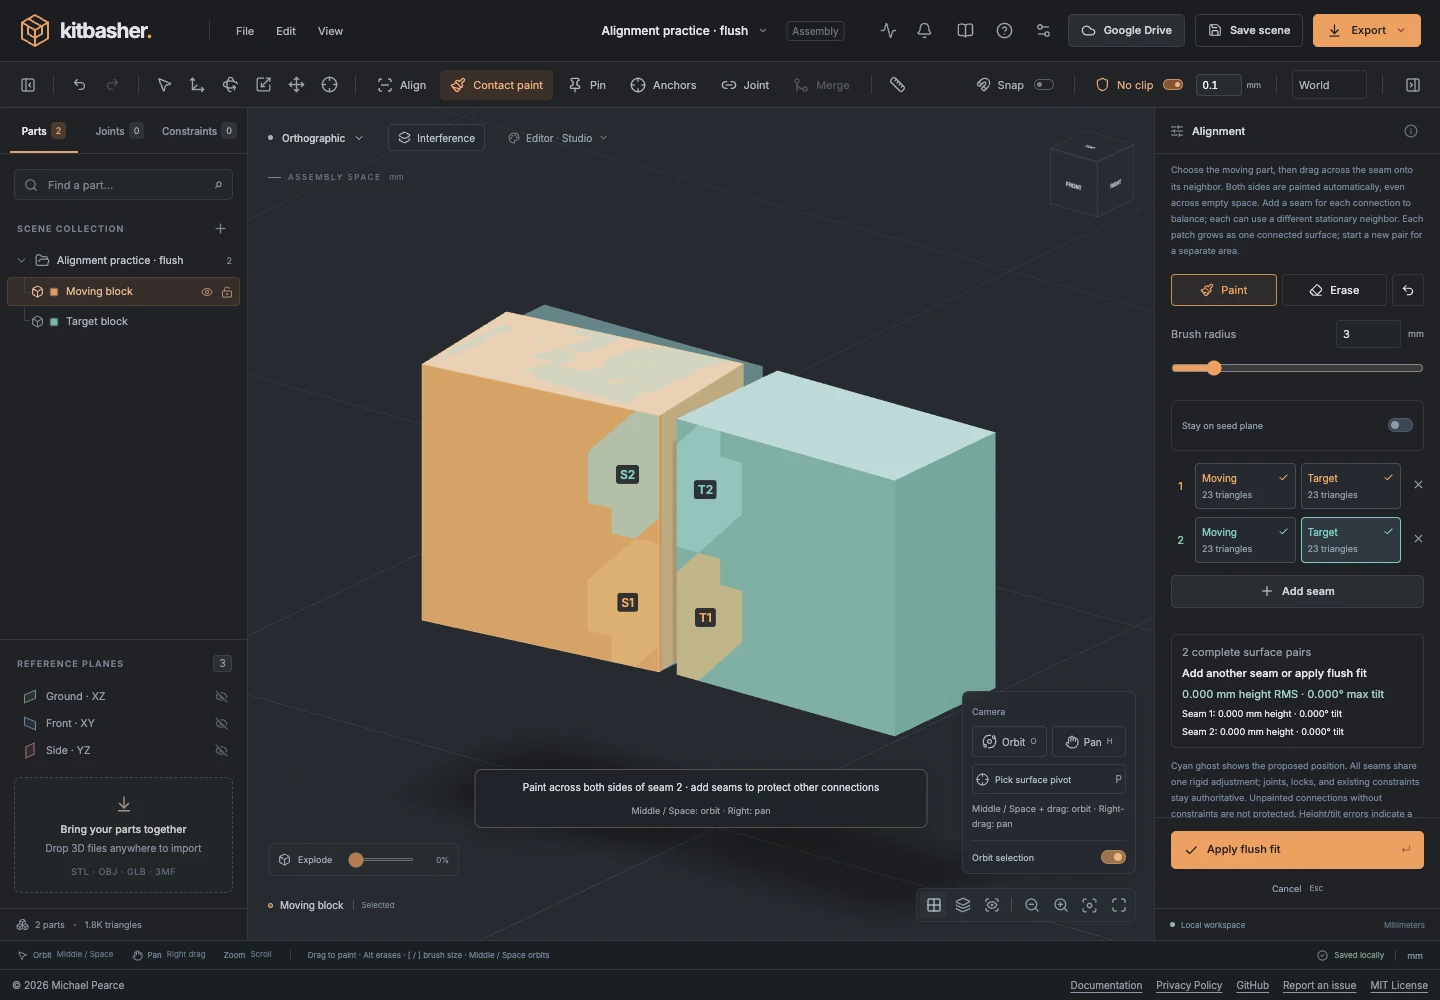 kitbasher.
File Edit View
Alignment practice · flush Assembly
Google Drive Save scene Export
Align Contact paint Pin Anchors Joint Merge
Snap No clip 0.1 mm World
Parts 2 Joints 0 Constraints 0
Find a part...
SCENE COLLECTION
Alignment practice · flush 2
Moving block
Target block
REFERENCE PLANES 3
Ground · XZ
Front · XY
Side · YZ
Bring your parts together
Drop 3D files anywhere to import
STL · OBJ · GLB · 3MF
2 parts · 1.8K triangles
Orthographic Interference Editor · Studio
ASSEMBLY SPACE mm
FRONT RIGHT
S2
T2
S1
T1
Paint across both sides of seam 2 · add seams to protect other connections
Middle / Space: orbit · Right: pan
Camera
Orbit O Pan H
Pick surface pivot P
Middle / Space + drag: orbit · Right-
drag: pan
Orbit selection
Explode 0%
Moving block Selected
Alignment
Choose the moving part, then drag across the seam onto
its neighbor. Both sides are painted automatically, even
across empty space. Add a seam for each connection to
balance; each can use a different stationary neighbor. Each
patch grows as one connected surface; start a new pair for
a separate area.
Paint Erase
Brush radius 3 mm
Stay on seed plane
1 Moving 23 triangles Target 23 triangles
2 Moving 23 triangles Target 23 triangles
Add seam
2 complete surface pairs
Add another seam or apply flush fit
0.000 mm height RMS · 0.000° max tilt
Seam 1: 0.000 mm height · 0.000° tilt
Seam 2: 0.000 mm height · 0.000° tilt
Cyan ghost shows the proposed position. All seams share
one rigid adjustment; joints, locks, and existing constraints
stay authoritative. Unpainted connections without
constraints are not protected. Height/tilt errors indicate a
Apply flush fit
Cancel Esc
Local workspace Millimeters
Orbit Middle / Space Pan Right drag Zoom Scroll Drag to paint · Alt erases · [ / ] brush size · Middle / Space orbits Saved locally mm
© 2026 Michael Pearce Documentation Privacy Policy GitHub Report an issue MIT License